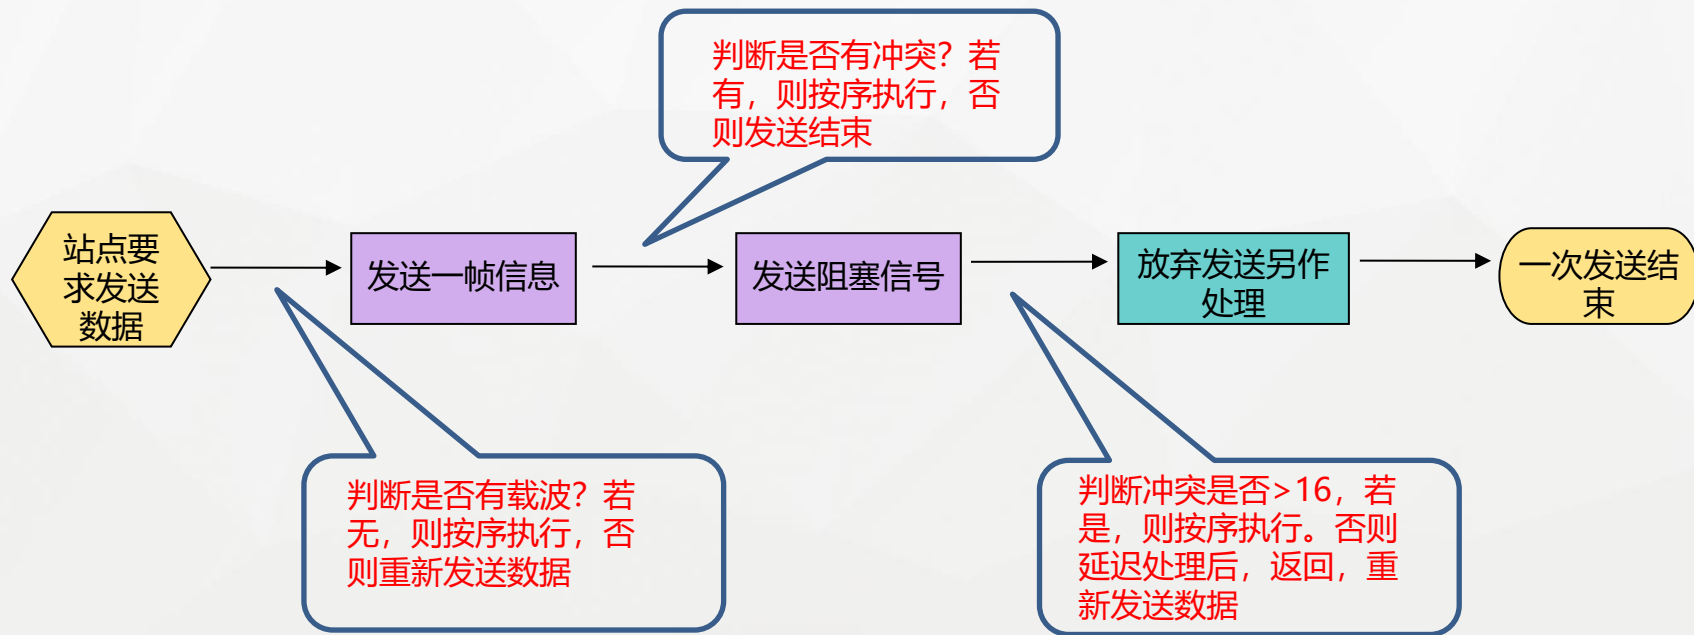 判断是否有冲突？若
有，则按序执行，否
则发送结束
站点要
求发送
数据
发送一帧信息
发送阻塞信号
放弃发送另作
处理
一次发送结
束
判断是否有载波？若
无，则按序执行，否
则重新发送数据
判断冲突是否>16，若
是，则按序执行。否则
延迟处理后，返回，重
新发送数据